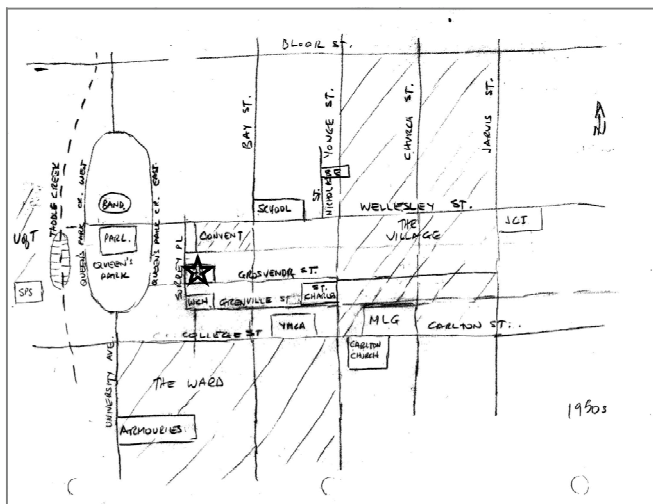 BLOOR ST.
BAY ST.
YONGE ST.
CHURCH ST.
JARVIS ST.
N
TADDLE CREEK
QUEEN'S PARK CR. WEST
QUEEN'S PARK CR. EAST.
BAND
SCHOOL
ST.
WELLESLEY ST.
JCI
U of T
PARL.
QUEEN'S
PARK
SURREY PL.
CONVENT
THE
VILLAGE
GROSVENOR ST.
SPS
WCH
GRENVILLE ST
ST.
CHARLES
COLLEGE ST
YMCA
MLG
CARLTON ST.
CARLTON
CHURCH
UNIVERSITY AVE.
THE WARD
ARMOURIES
1950s